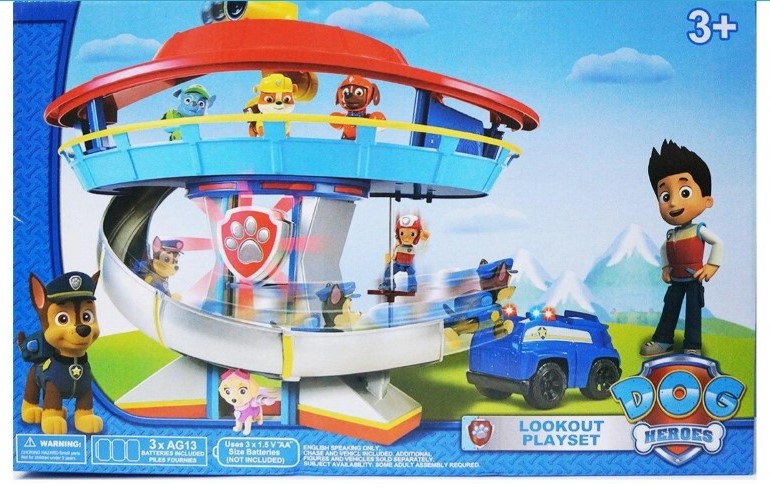 3+
DOG
HEROES
LOOKOUT
PLAYSET
WARNING:
CHOKING HAZARD-Small parts
Not for children under 3 years.
3 x AG13
BATTERIES INCLUDED
PILES FOURNIES
Uses 3 x 1.5 V "AA"
Size Batteries
(NOT INCLUDED)
ENGLISH SPEAKING ONLY
CHASE AND VEHICL INCLUDED, ADDITIONAL
FIGURES AND VEHICLES SOLD SEPARATELY.
SUBJECT AVAILABILITY. SOME ADULT ASSEMBLY REQUIRED.